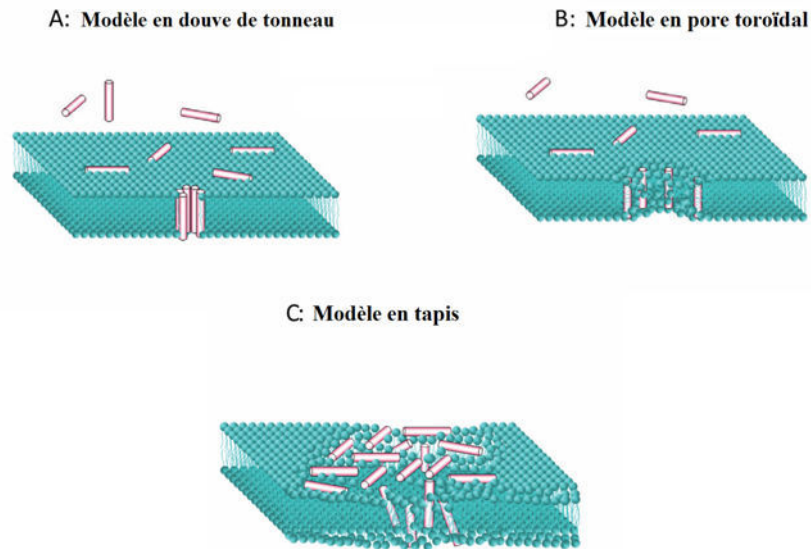 A: Modèle en douve de tonneau
B: Modèle en pore toroïdal
C: Modèle en tapis